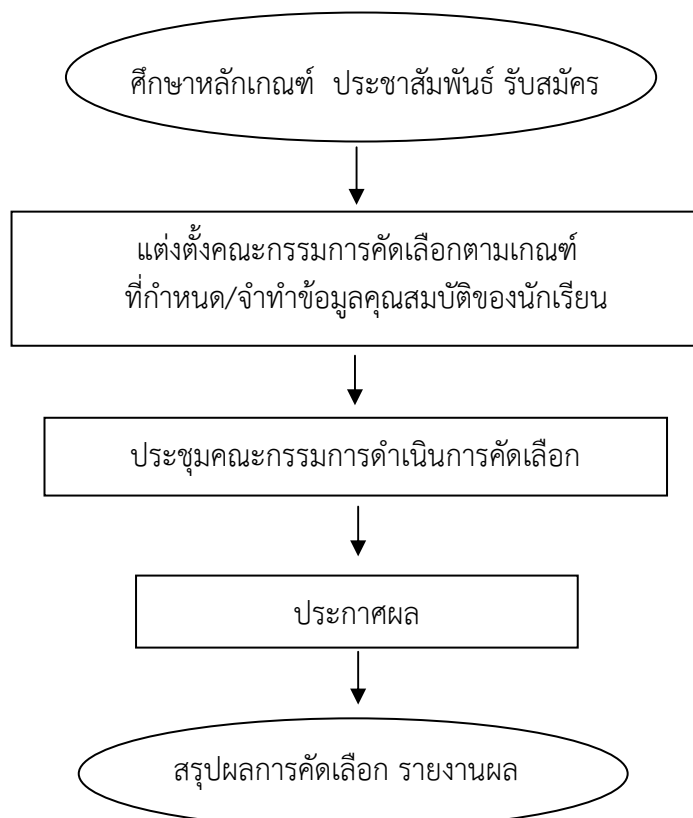 ศึกษาหลักเกณฑ์ ประชาสัมพันธ์ รับสมัคร
แต่งตั้งคณะกรรมการคัดเลือกตามเกณฑ์
ที่กำหนด/จำทำข้อมูลคุณสมบัติของนักเรียน
ประชุมคณะกรรมการดำเนินการคัดเลือก
ประกาศผล
สรุปผลการคัดเลือก รายงานผล